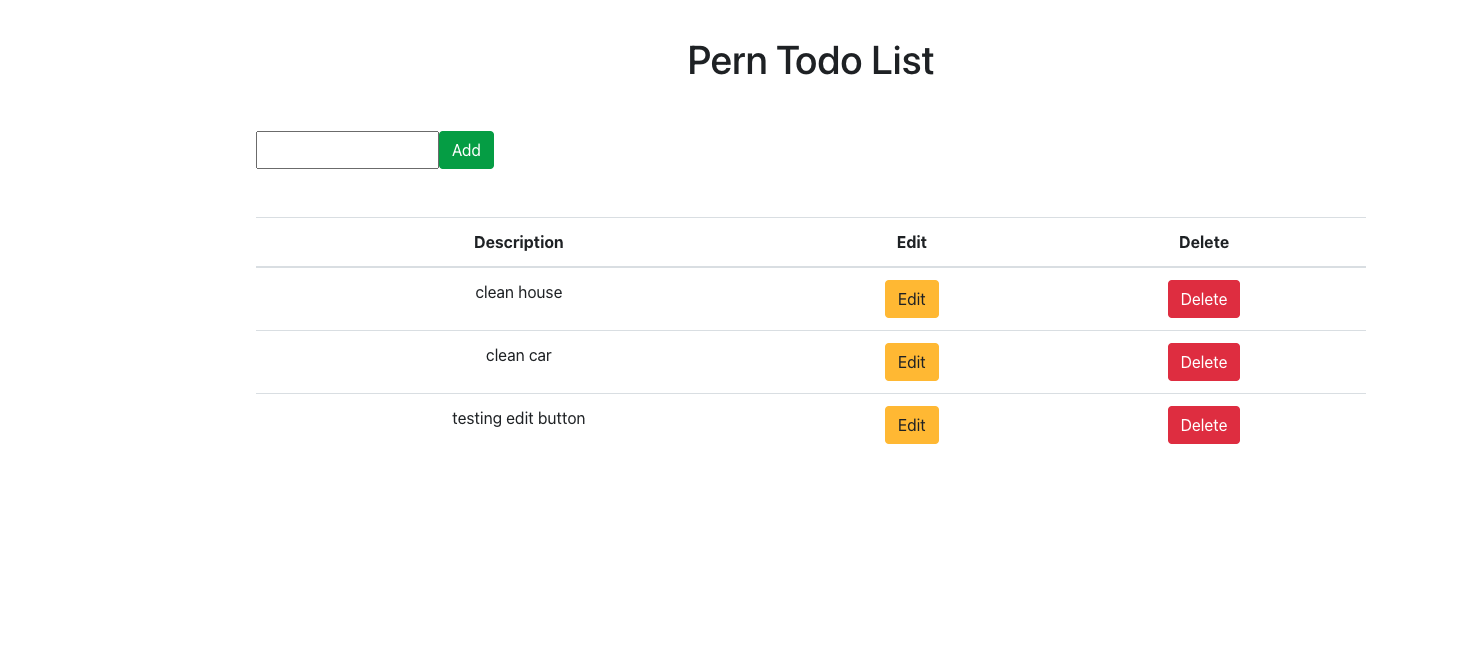 Pern Todo List
Add
Description Edit Delete
clean house Edit Delete
clean car Edit Delete
testing edit button Edit Delete